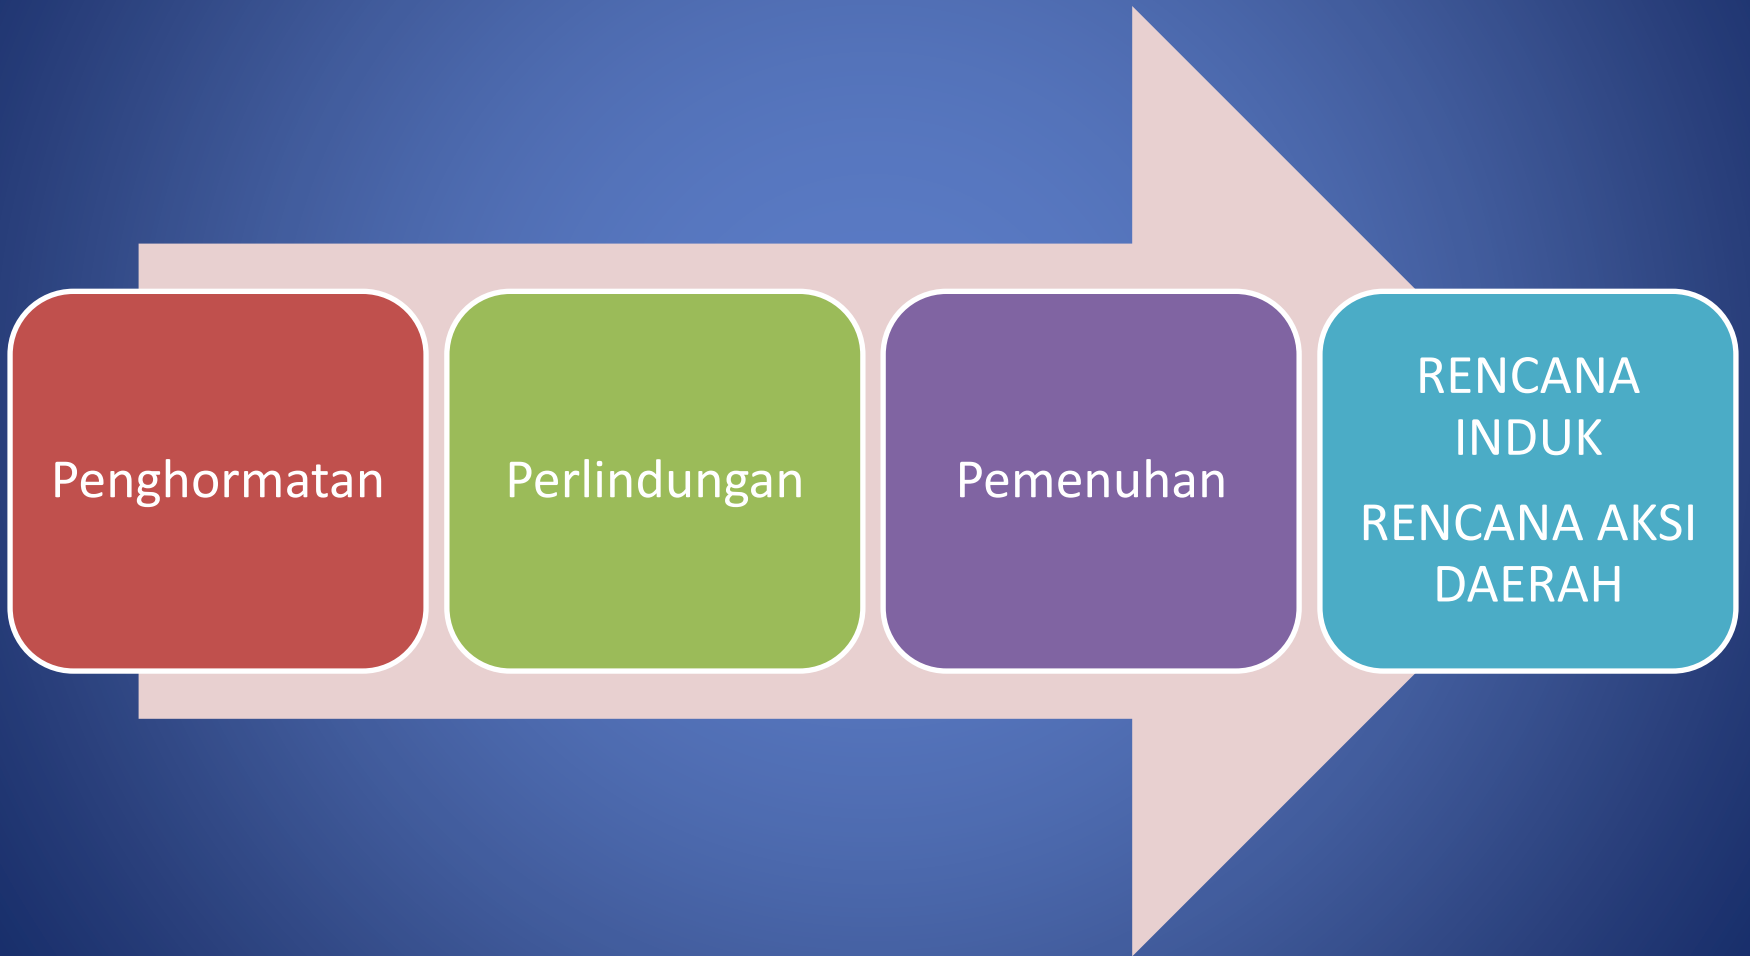 Penghormatan
Perlindungan
Pemenuhan
RENCANA
INDUK
RENCANA AKSI
DAERAH